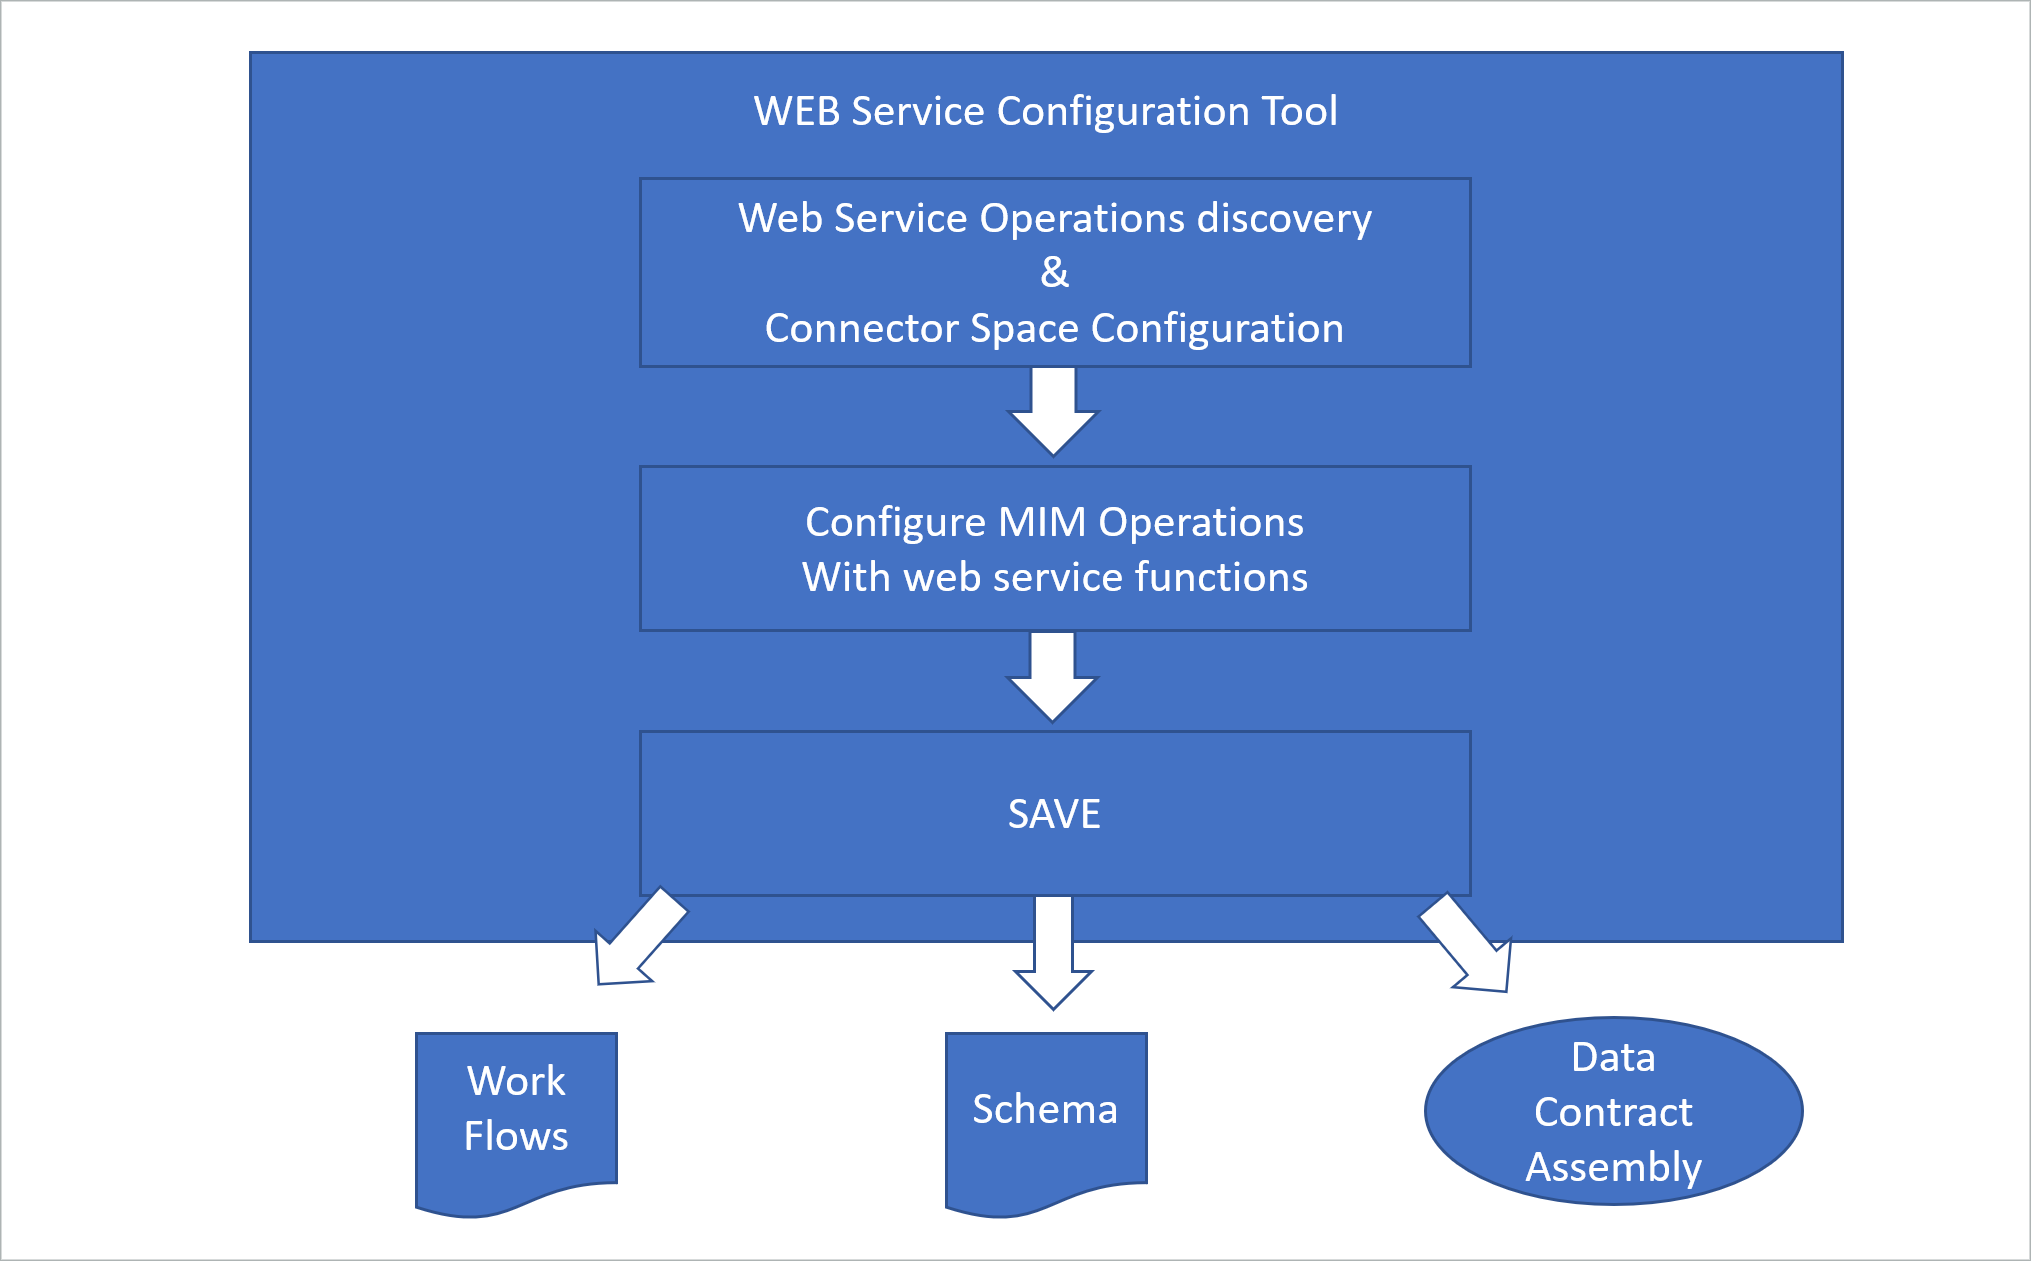 WEB Service Configuration Tool
Web Service Operations discovery
&
Connector Space Configuration
Configure MIM Operations
With web service functions
SAVE
Work
Flows
Schema
Data
Contract
Assembly